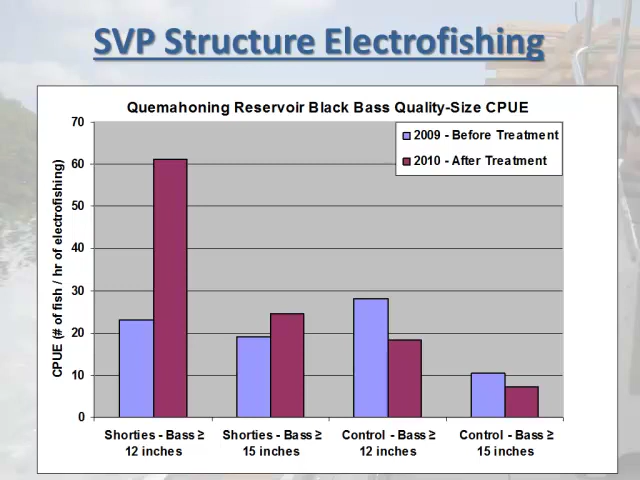 SVP Structure Electrofishing
Quemahoning Reservoir Black Bass Quality-Size CPUE
70
60
50
40
30
20
10
0
CPUE (# of fish / hr of electrofishing)
2009 - Before Treatment
2010 - After Treatment
Shorties - Bass ≥
12 inches
Shorties - Bass ≥
15 inches
Control - Bass ≥
12 inches
Control - Bass ≥
15 inches